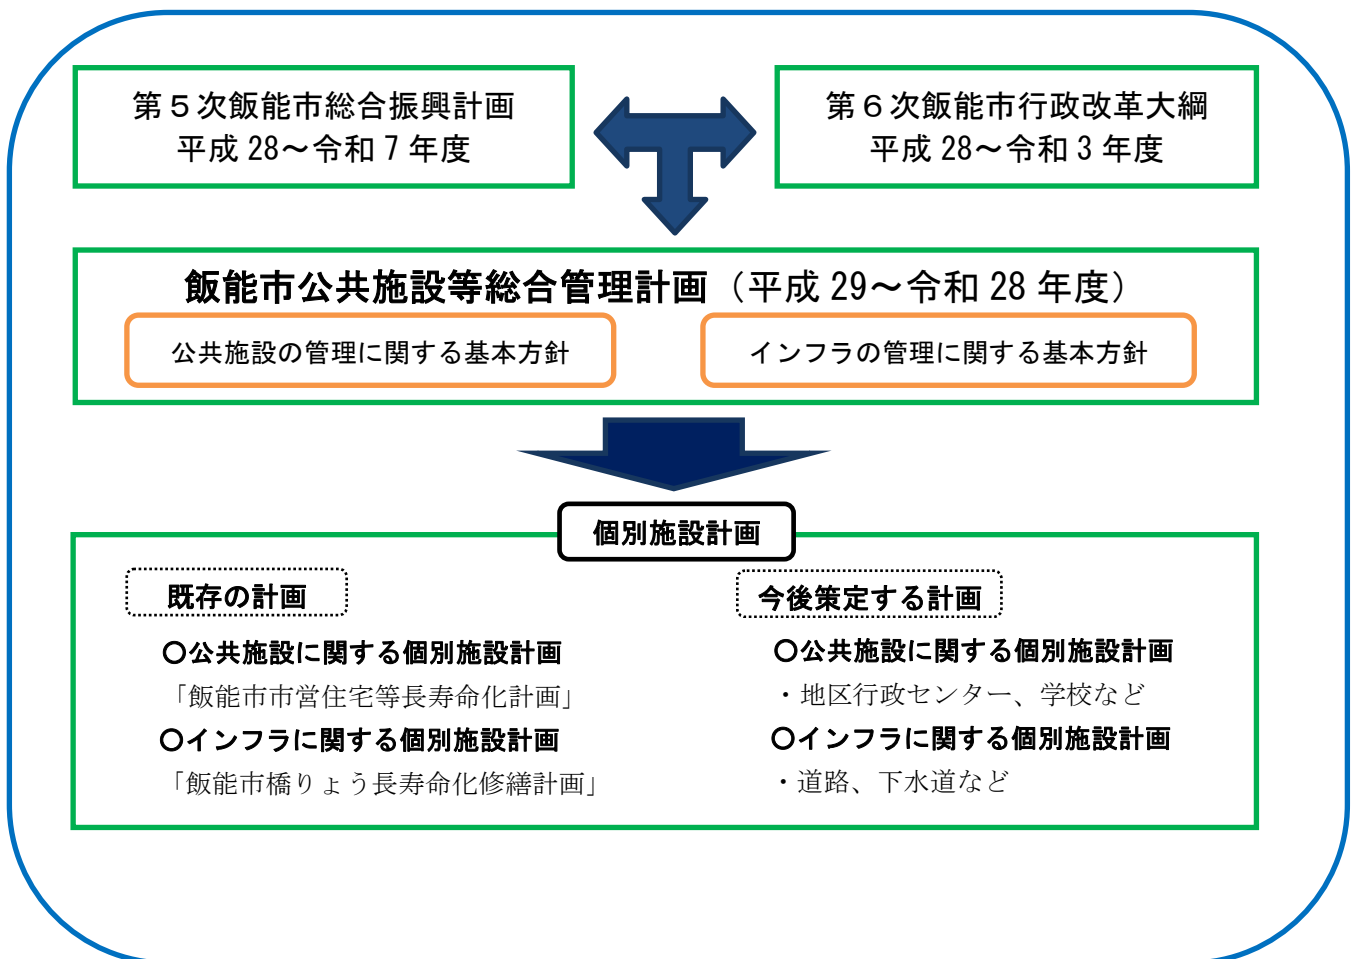 第５次飯能市総合振興計画
平成 28～令和 7 年度
第６次飯能市行政改革大綱
平成 28～令和 3 年度
飯能市公共施設等総合管理計画（平成 29～令和 28 年度）
公共施設の管理に関する基本方針
インフラの管理に関する基本方針
個別施設計画
既存の計画
〇公共施設に関する個別施設計画
「飯能市市営住宅等長寿命化計画」
〇インフラに関する個別施設計画
「飯能市橋りょう長寿命化修繕計画」
今後策定する計画
〇公共施設に関する個別施設計画
・地区行政センター、学校など
〇インフラに関する個別施設計画
・道路、下水道など